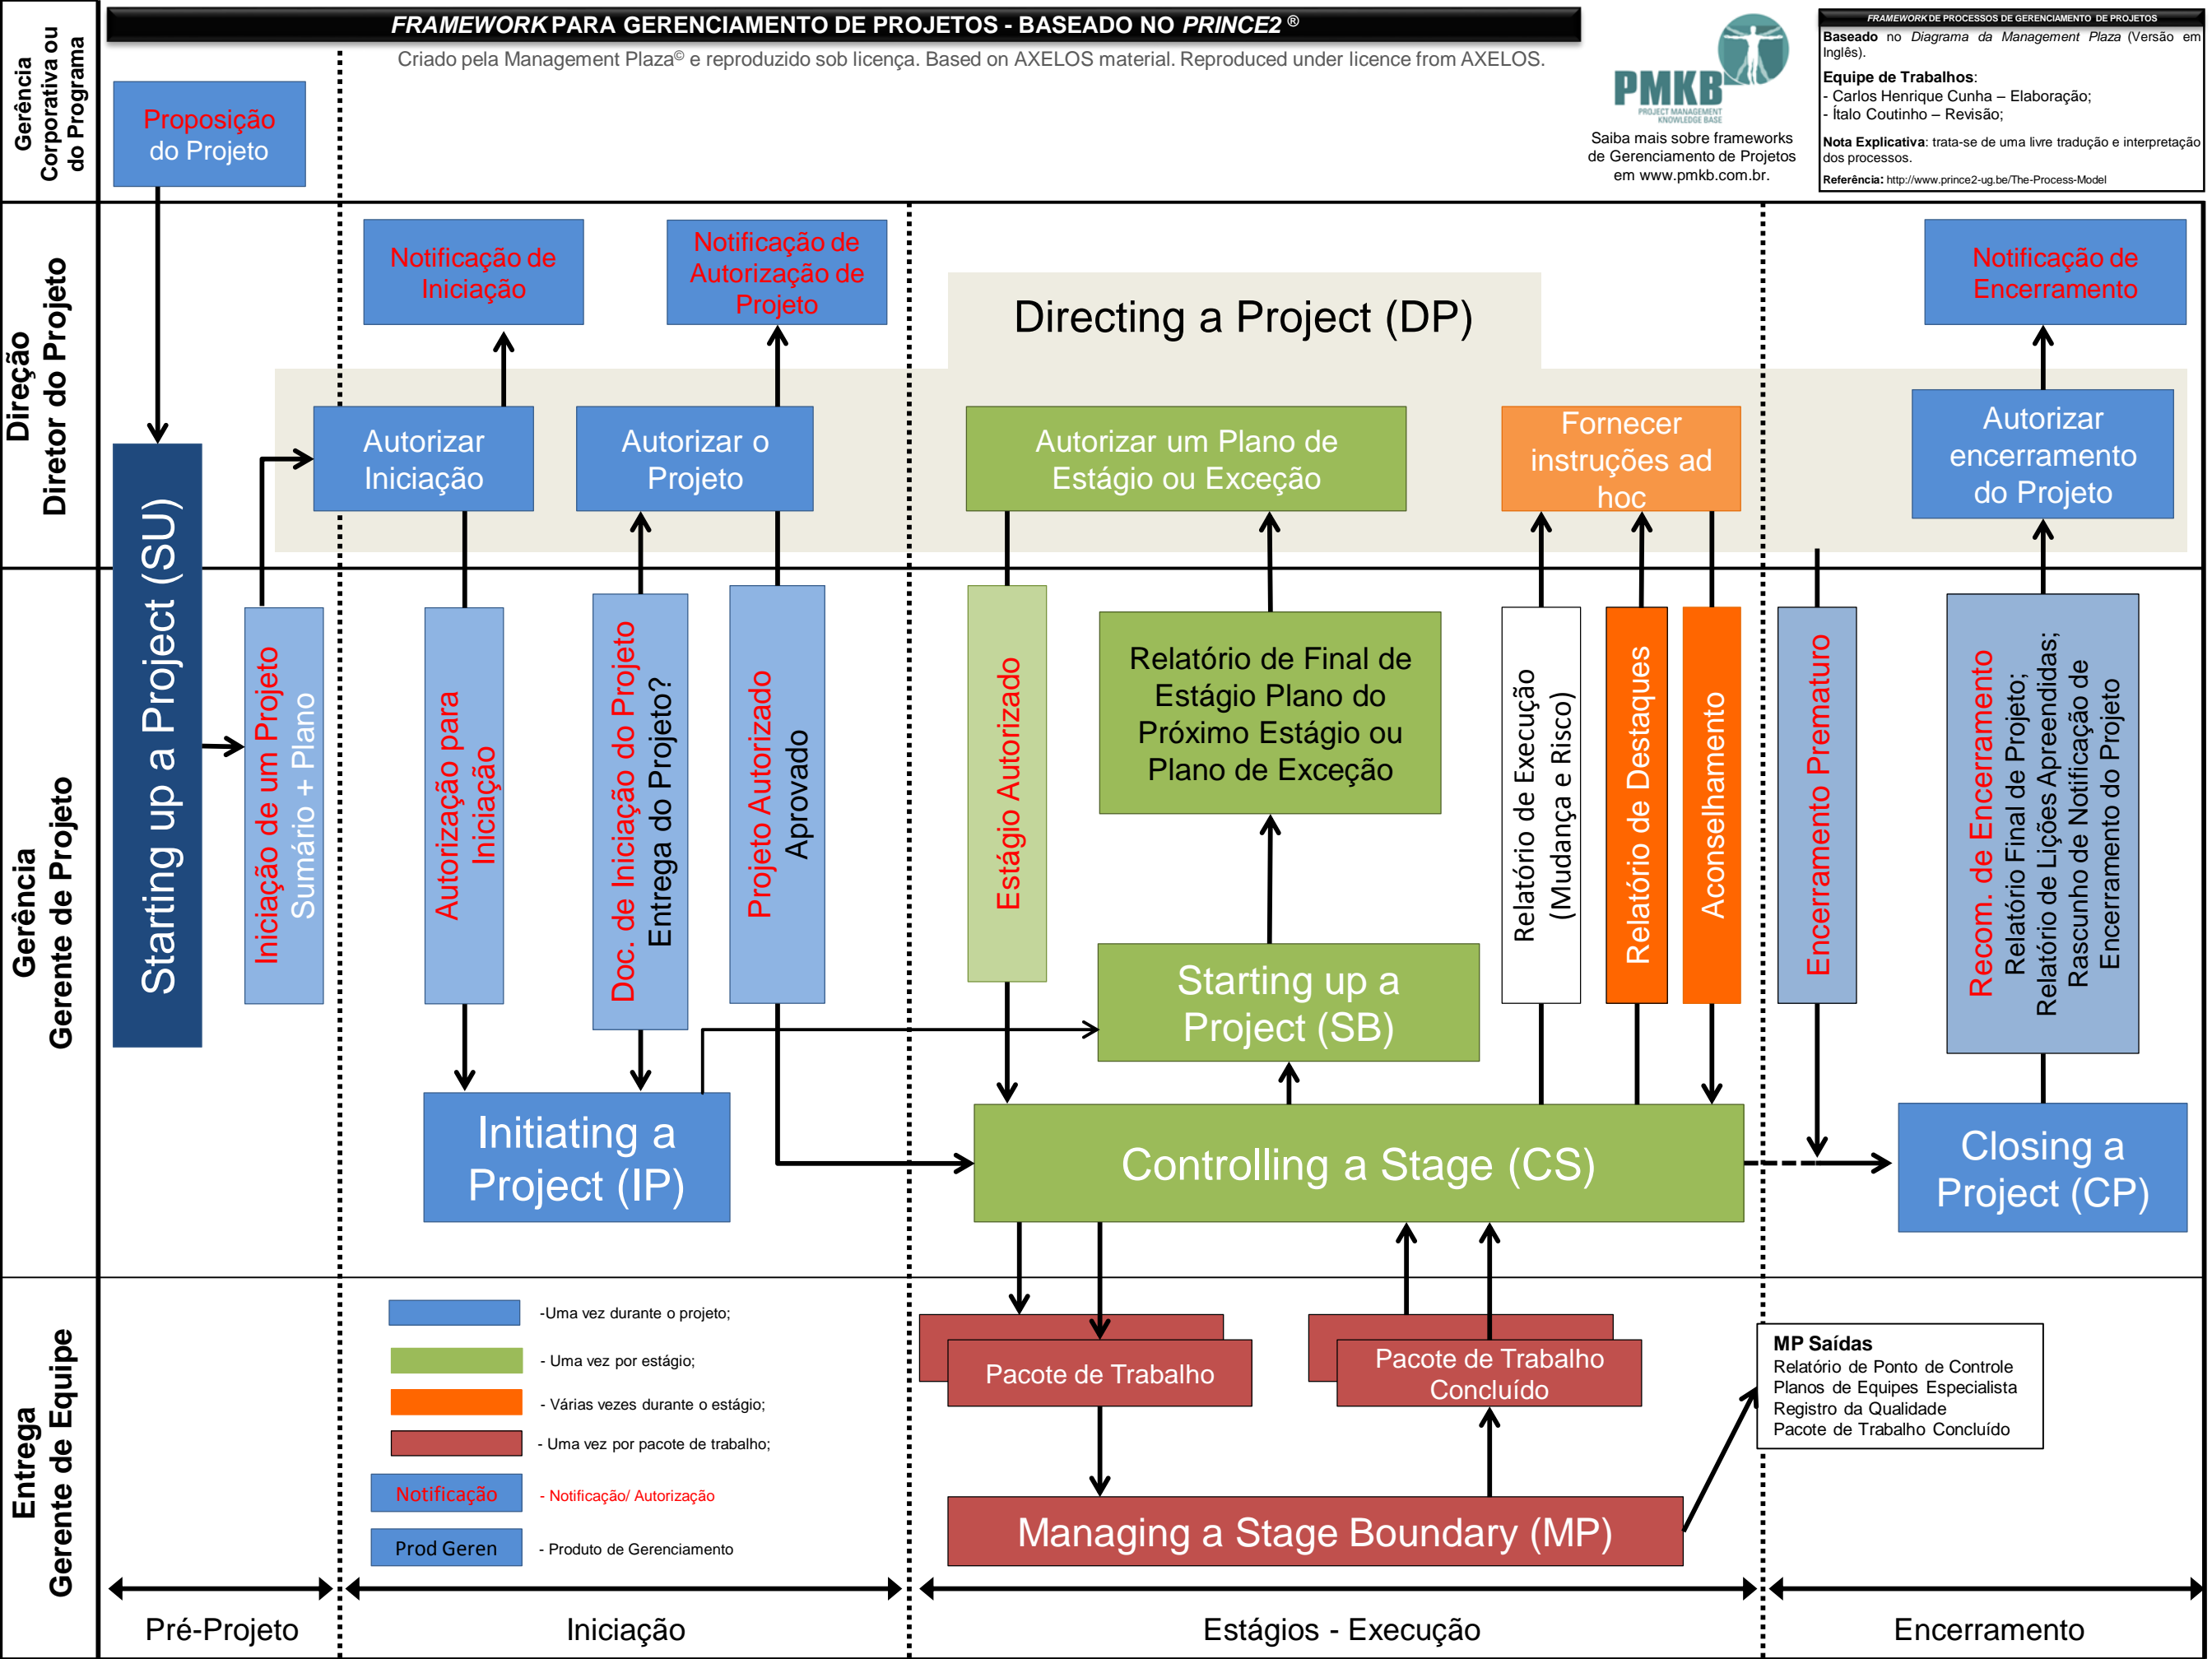 FRAMEWORK PARA GERENCIAMENTO DE PROJETOS - BASEADO NO PRINCE2 ®
Criado pela Management Plaza© e reproduzido sob licença. Based on AXELOS material. Reproduced under licence from AXELOS.
PMKB
PROJECT MANAGEMENT
KNOWLEDGE BASE
Saiba mais sobre frameworks
de Gerenciamento de Projetos
em www.pmkb.com.br.
FRAMEWORK DE PROCESSOS DE GERENCIAMENTO DE PROJETOS
Baseado no Diagrama da Management Plaza (Versão em
Inglês).
Equipe de Trabalhos:
- Carlos Henrique Cunha – Elaboração;
- Ítalo Coutinho – Revisão;
Nota Explicativa: trata-se de uma livre tradução e interpretação
dos processos.
Referência: http://www.prince2-ug.be/The-Process-Model
Gerência
Corporativa ou
do Programa
Proposição
do Projeto
Direção
Diretor do Projeto
Notificação de
Iniciação
Notificação de
Autorização de
Projeto
Directing a Project (DP)
Notificação de
Encerramento
Autorizar
Iniciação
Autorizar o
Projeto
Autorizar um Plano de
Estágio ou Exceção
Fornecer
instruções ad
hoc
Autorizar
encerramento
do Projeto
Gerência
Gerente de Projeto
Starting up a Project (SU)
Iniciação de um Projeto
Sumário + Plano
Autorização para
Iniciação
Doc. de Iniciação do Projeto
Entrega do Projeto?
Projeto Autorizado
Aprovado
Estágio Autorizado
Relatório de Final de
Estágio Plano do
Próximo Estágio ou
Plano de Exceção
Relatório de Execução
(Mudança e Risco)
Relatório de Destaques
Aconselhamento
Encerramento Prematuro
Recom. de Encerramento
Relatório Final de Projeto;
Relatório de Lições Apreendidas;
Rascunho de Notificação de
Encerramento do Projeto
Starting up a
Project (SB)
Initiating a
Project (IP)
Controlling a Stage (CS)
Closing a
Project (CP)
Entrega
Gerente de Equipe
-Uma vez durante o projeto;
- Uma vez por estágio;
- Várias vezes durante o estágio;
- Uma vez por pacote de trabalho;
Notificação
- Notificação/ Autorização
Prod Geren
- Produto de Gerenciamento
Pacote de Trabalho
Pacote de Trabalho
Concluído
MP Saídas
Relatório de Ponto de Controle
Planos de Equipes Especialista
Registro da Qualidade
Pacote de Trabalho Concluído
Managing a Stage Boundary (MP)
Pré-Projeto
Iniciação
Estágios - Execução
Encerramento